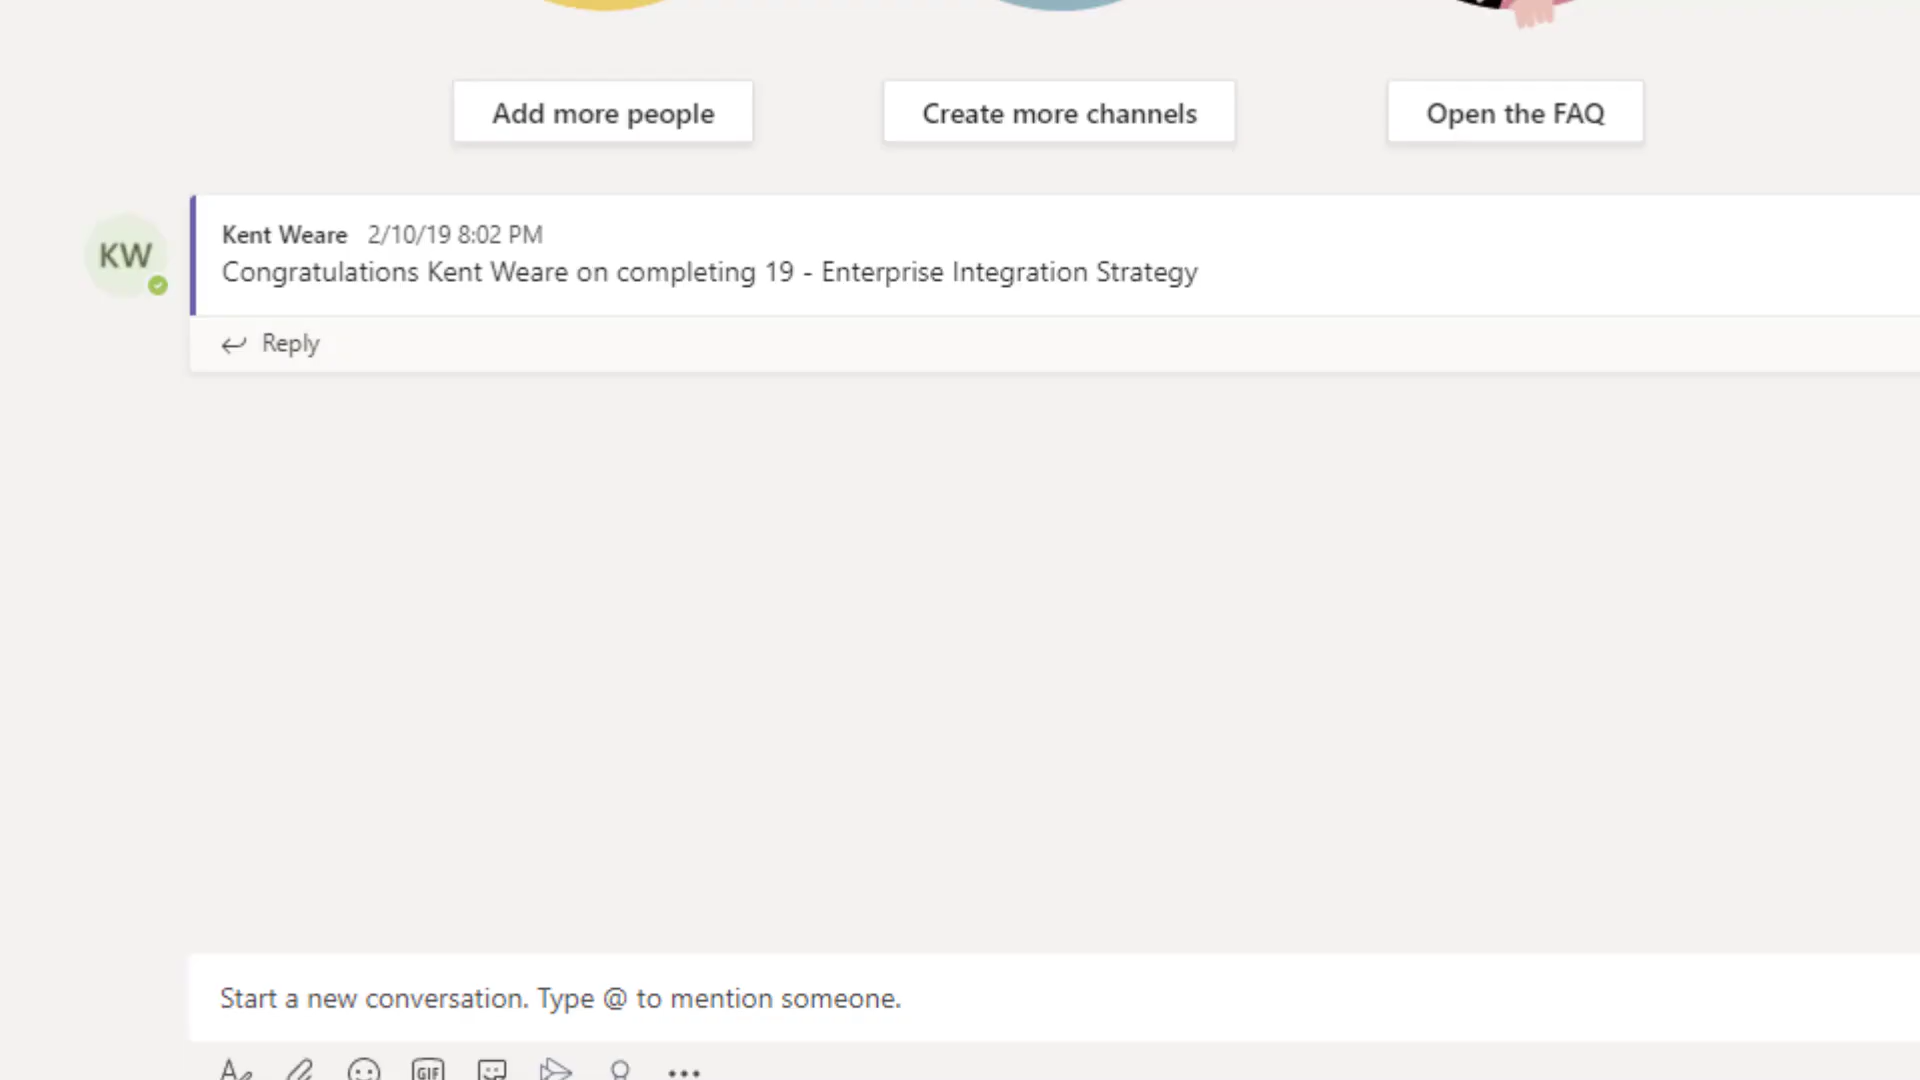 Add more people
Create more channels
Open the FAQ
KW
Kent Weare 2/10/19 8:02 PM
Congratulations Kent Weare on completing 19 - Enterprise Integration Strategy
Reply
Start a new conversation. Type @ to mention someone.
GIF